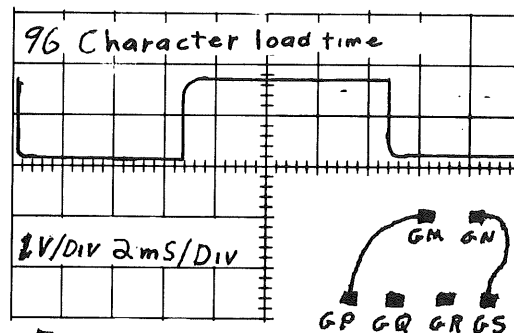 96 Character load time
1V/DIV 2mS/DIV
GM GN
GP GQ GR GS